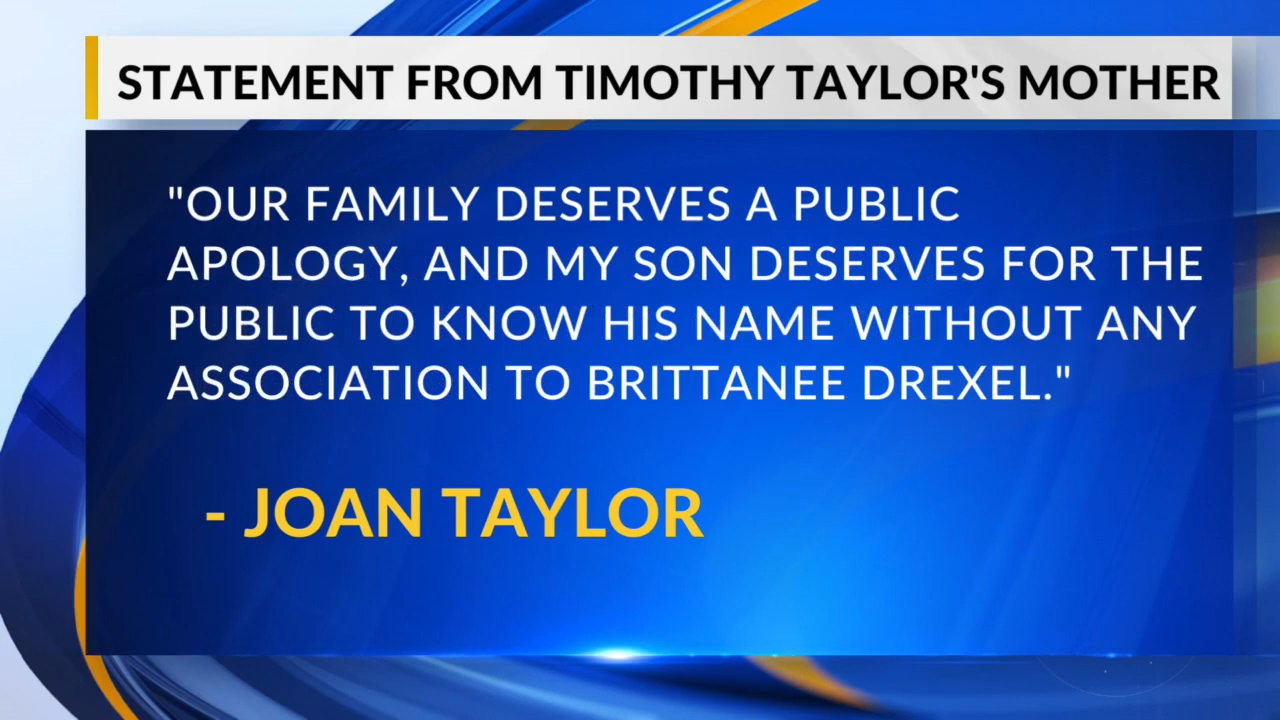 STATEMENT FROM TIMOTHY TAYLOR'S MOTHER
"OUR FAMILY DESERVES A PUBLIC
APOLOGY, AND MY SON DESERVES FOR THE
PUBLIC TO KNOW HIS NAME WITHOUT ANY
ASSOCIATION TO BRITTANEE DREXEL."
- JOAN TAYLOR